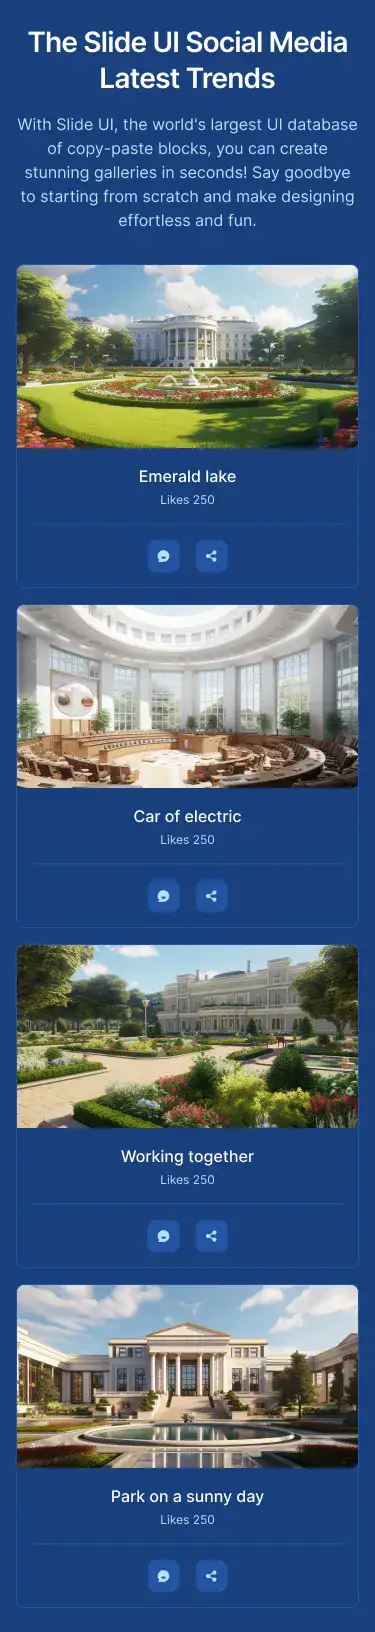 The Slide UI Social Media
Latest Trends
With Slide UI, the world's largest UI database
of copy-paste blocks, you can create
stunning galleries in seconds! Say goodbye
to starting from scratch and make designing
effortless and fun.
Emerald lake
Likes 250
Car of electric
Likes 250
Working together
Likes 250
Park on a sunny day
Likes 250